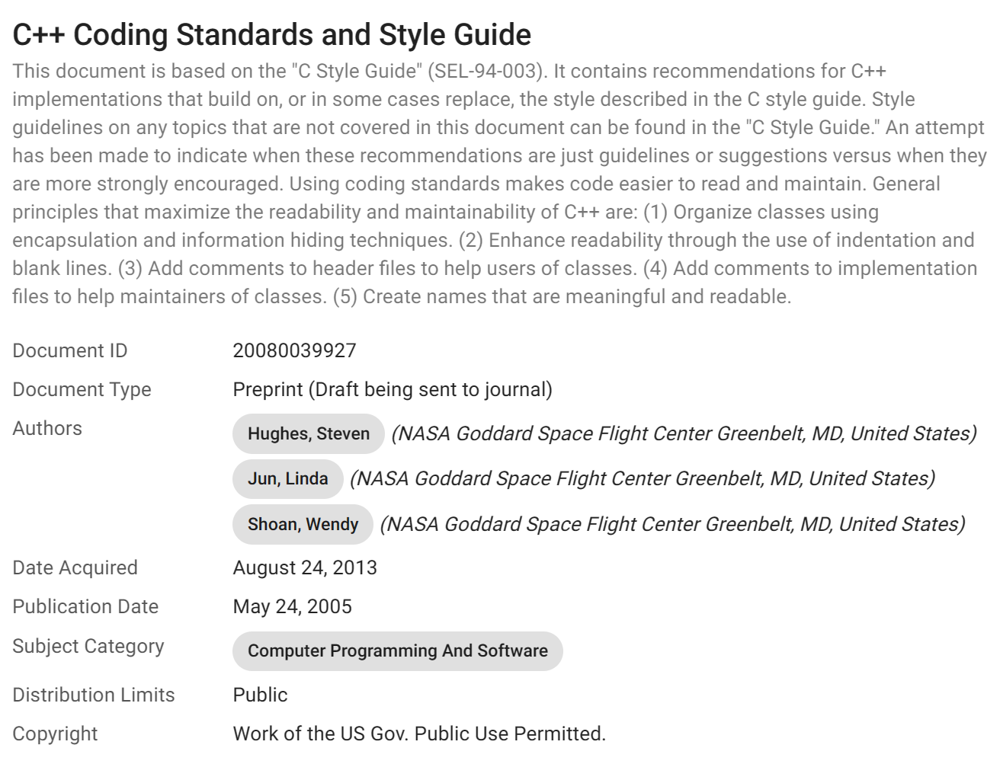 C++ Coding Standards and Style Guide
This document is based on the "C Style Guide" (SEL-94-003). It contains recommendations for C++
implementations that build on, or in some cases replace, the style described in the C style guide. Style
guidelines on any topics that are not covered in this document can be found in the "C Style Guide." An attempt
has been made to indicate when these recommendations are just guidelines or suggestions versus when they
are more strongly encouraged. Using coding standards makes code easier to read and maintain. General
principles that maximize the readability and maintainability of C++ are: (1) Organize classes using
encapsulation and information hiding techniques. (2) Enhance readability through the use of indentation and
blank lines. (3) Add comments to header files to help users of classes. (4) Add comments to implementation
files to help maintainers of classes. (5) Create names that are meaningful and readable.
Document ID 20080039927
Document Type Preprint (Draft being sent to journal)
Authors Hughes, Steven (NASA Goddard Space Flight Center Greenbelt, MD, United States)
Jun, Linda (NASA Goddard Space Flight Center Greenbelt, MD, United States)
Shoan, Wendy (NASA Goddard Space Flight Center Greenbelt, MD, United States)
Date Acquired August 24, 2013
Publication Date May 24, 2005
Subject Category Computer Programming And Software
Distribution Limits Public
Copyright Work of the US Gov. Public Use Permitted.